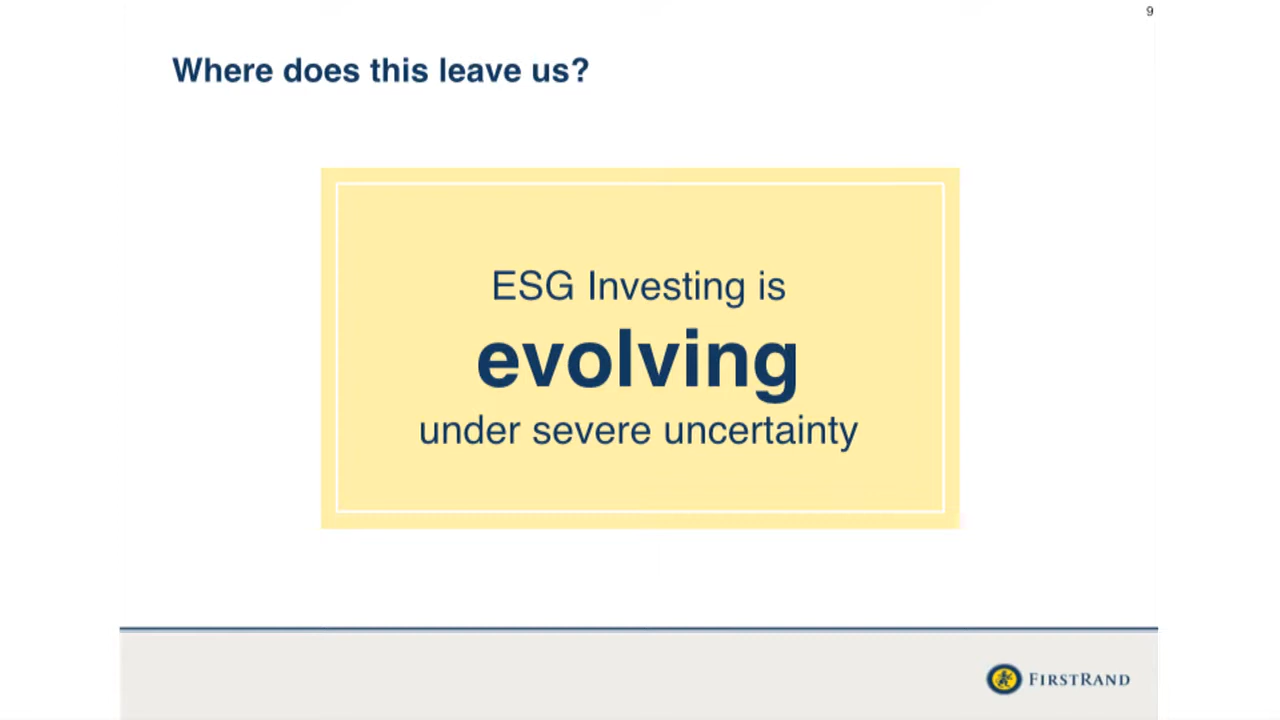 9
Where does this leave us?
ESG Investing is
evolving
under severe uncertainty
FIRSTRAND